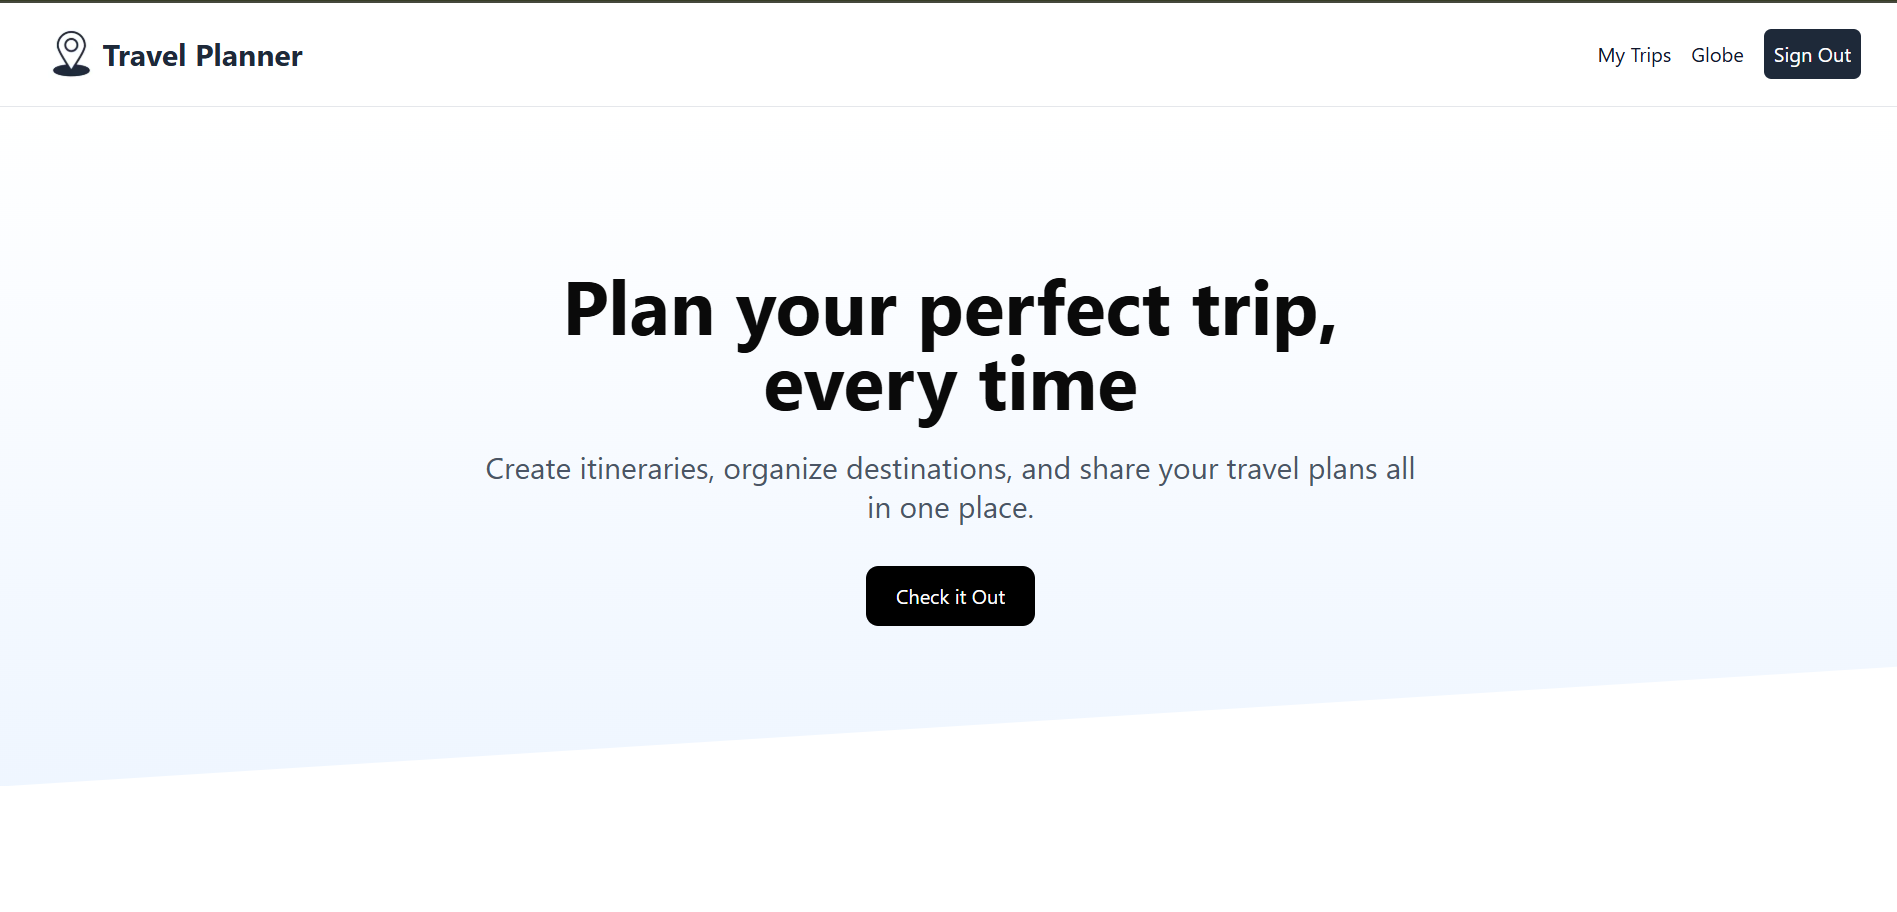 Travel Planner
My Trips Globe Sign Out
Plan your perfect trip,
every time
Create itineraries, organize destinations, and share your travel plans all
in one place.
Check it Out